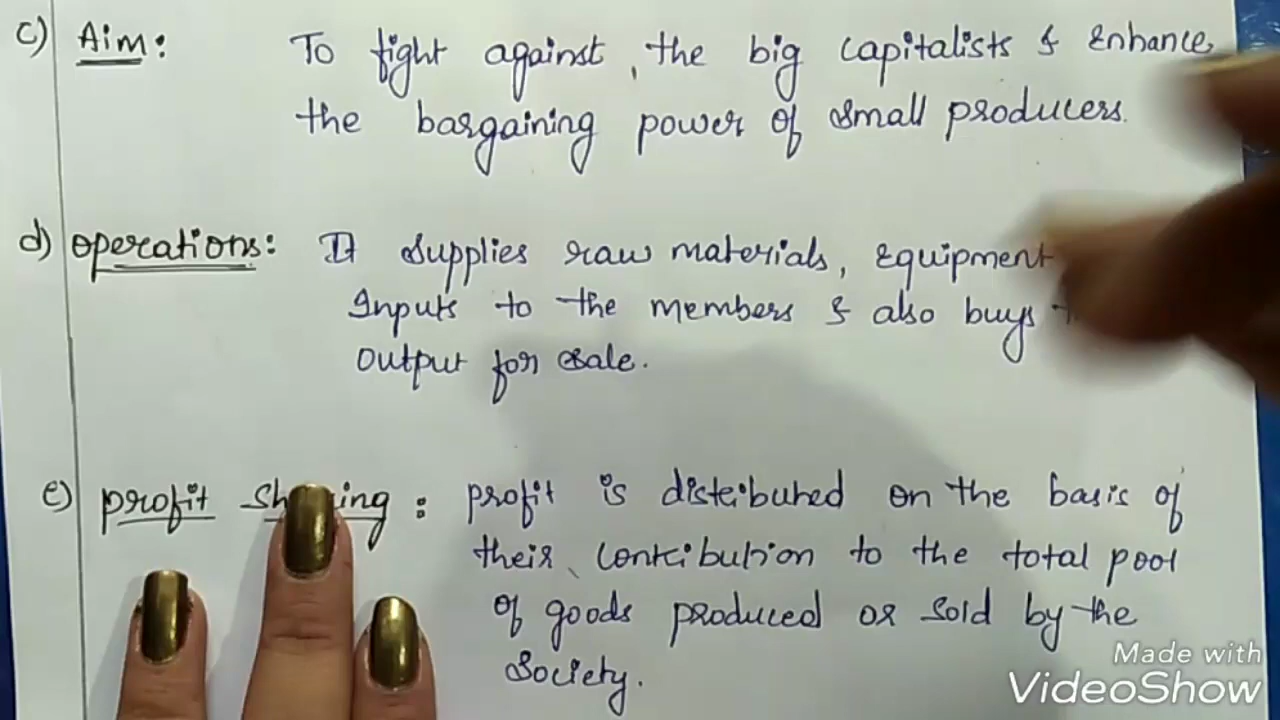 c) Aim: To fight against, the big capitalists & Enhance
the bargaining power of small producers.
d) operations: It supplies raw materials, Equipment
Inputs to the members & also buys
output for sale.
e) profit sharing: profit is distributed on the basis of
their contribution to the total pool
of goods produced or sold by the
society.
Made with
VideoShow